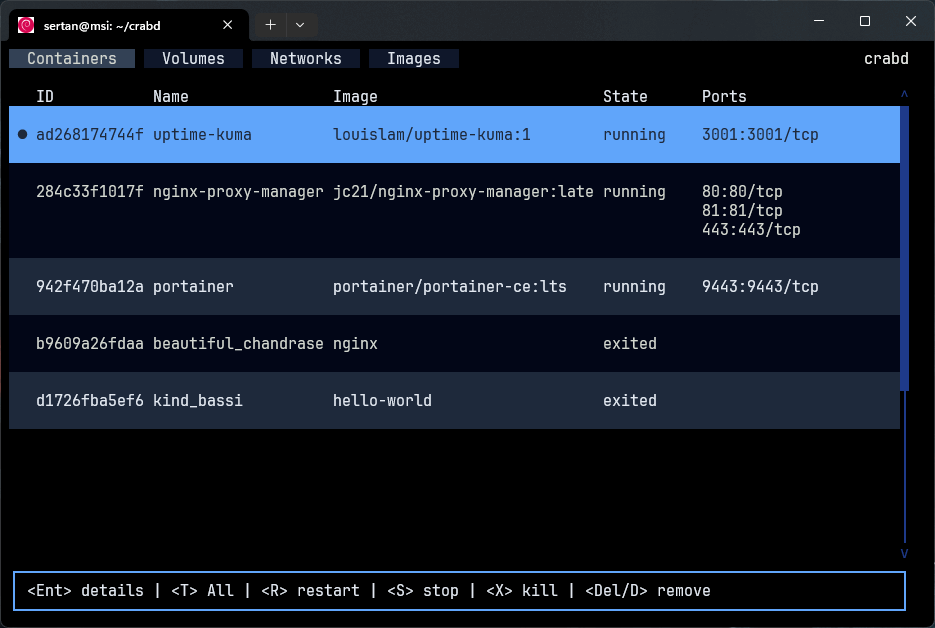 sertan@msi: ~/crabd
Containers Volumes Networks Images crabd
ID Name Image State Ports
ad268174744f uptime-kuma louislam/uptime-kuma:1 running 3001:3001/tcp
284c33f1017f nginx-proxy-manager jc21/nginx-proxy-manager:late running 80:80/tcp
81:81/tcp
443:443/tcp
942f470ba12a portainer portainer/portainer-ce:lts running 9443:9443/tcp
b9609a26fdaa beautiful_chandrase nginx exited
d1726fba5ef6 kind_bassi hello-world exited
<Ent> details | <T> All | <R> restart | <S> stop | <X> kill | <Del/D> remove